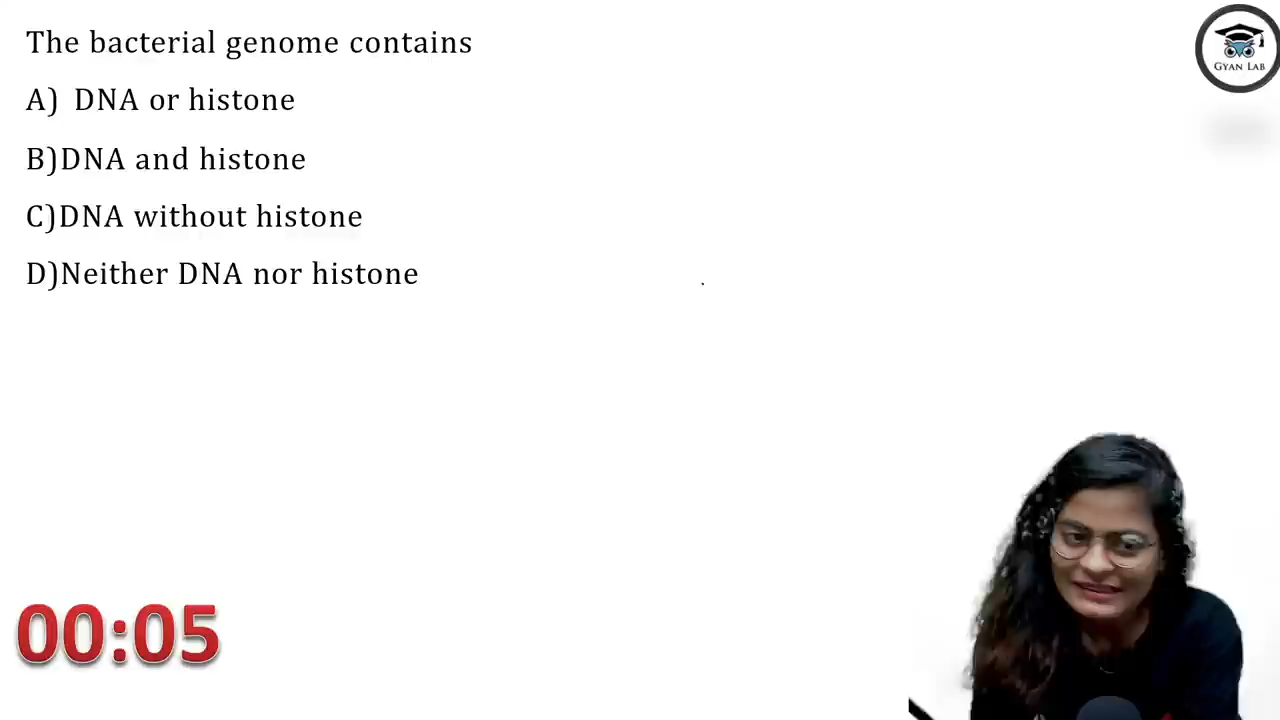 The bacterial genome contains
A) DNA or histone
B)DNA and histone
C)DNA without histone
D)Neither DNA nor histone
GYAN LAB
00:05